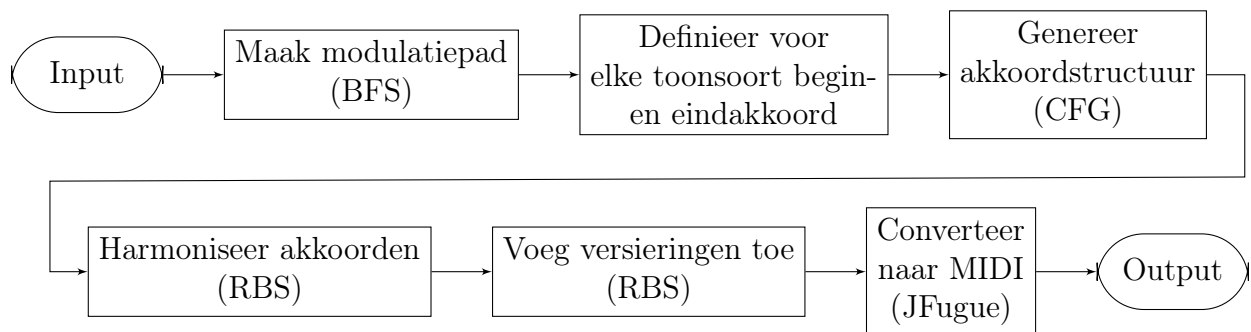 Input
Maak modulatiepad
(BFS)
Definieer voor
elke toonsoort begin-
en eindakkoord
Genereer
akkoordstructuur
(CFG)
Harmoniseer akkoorden
(RBS)
Voeg versieringen toe
(RBS)
Converteer
naar MIDI
(JFugue)
Output